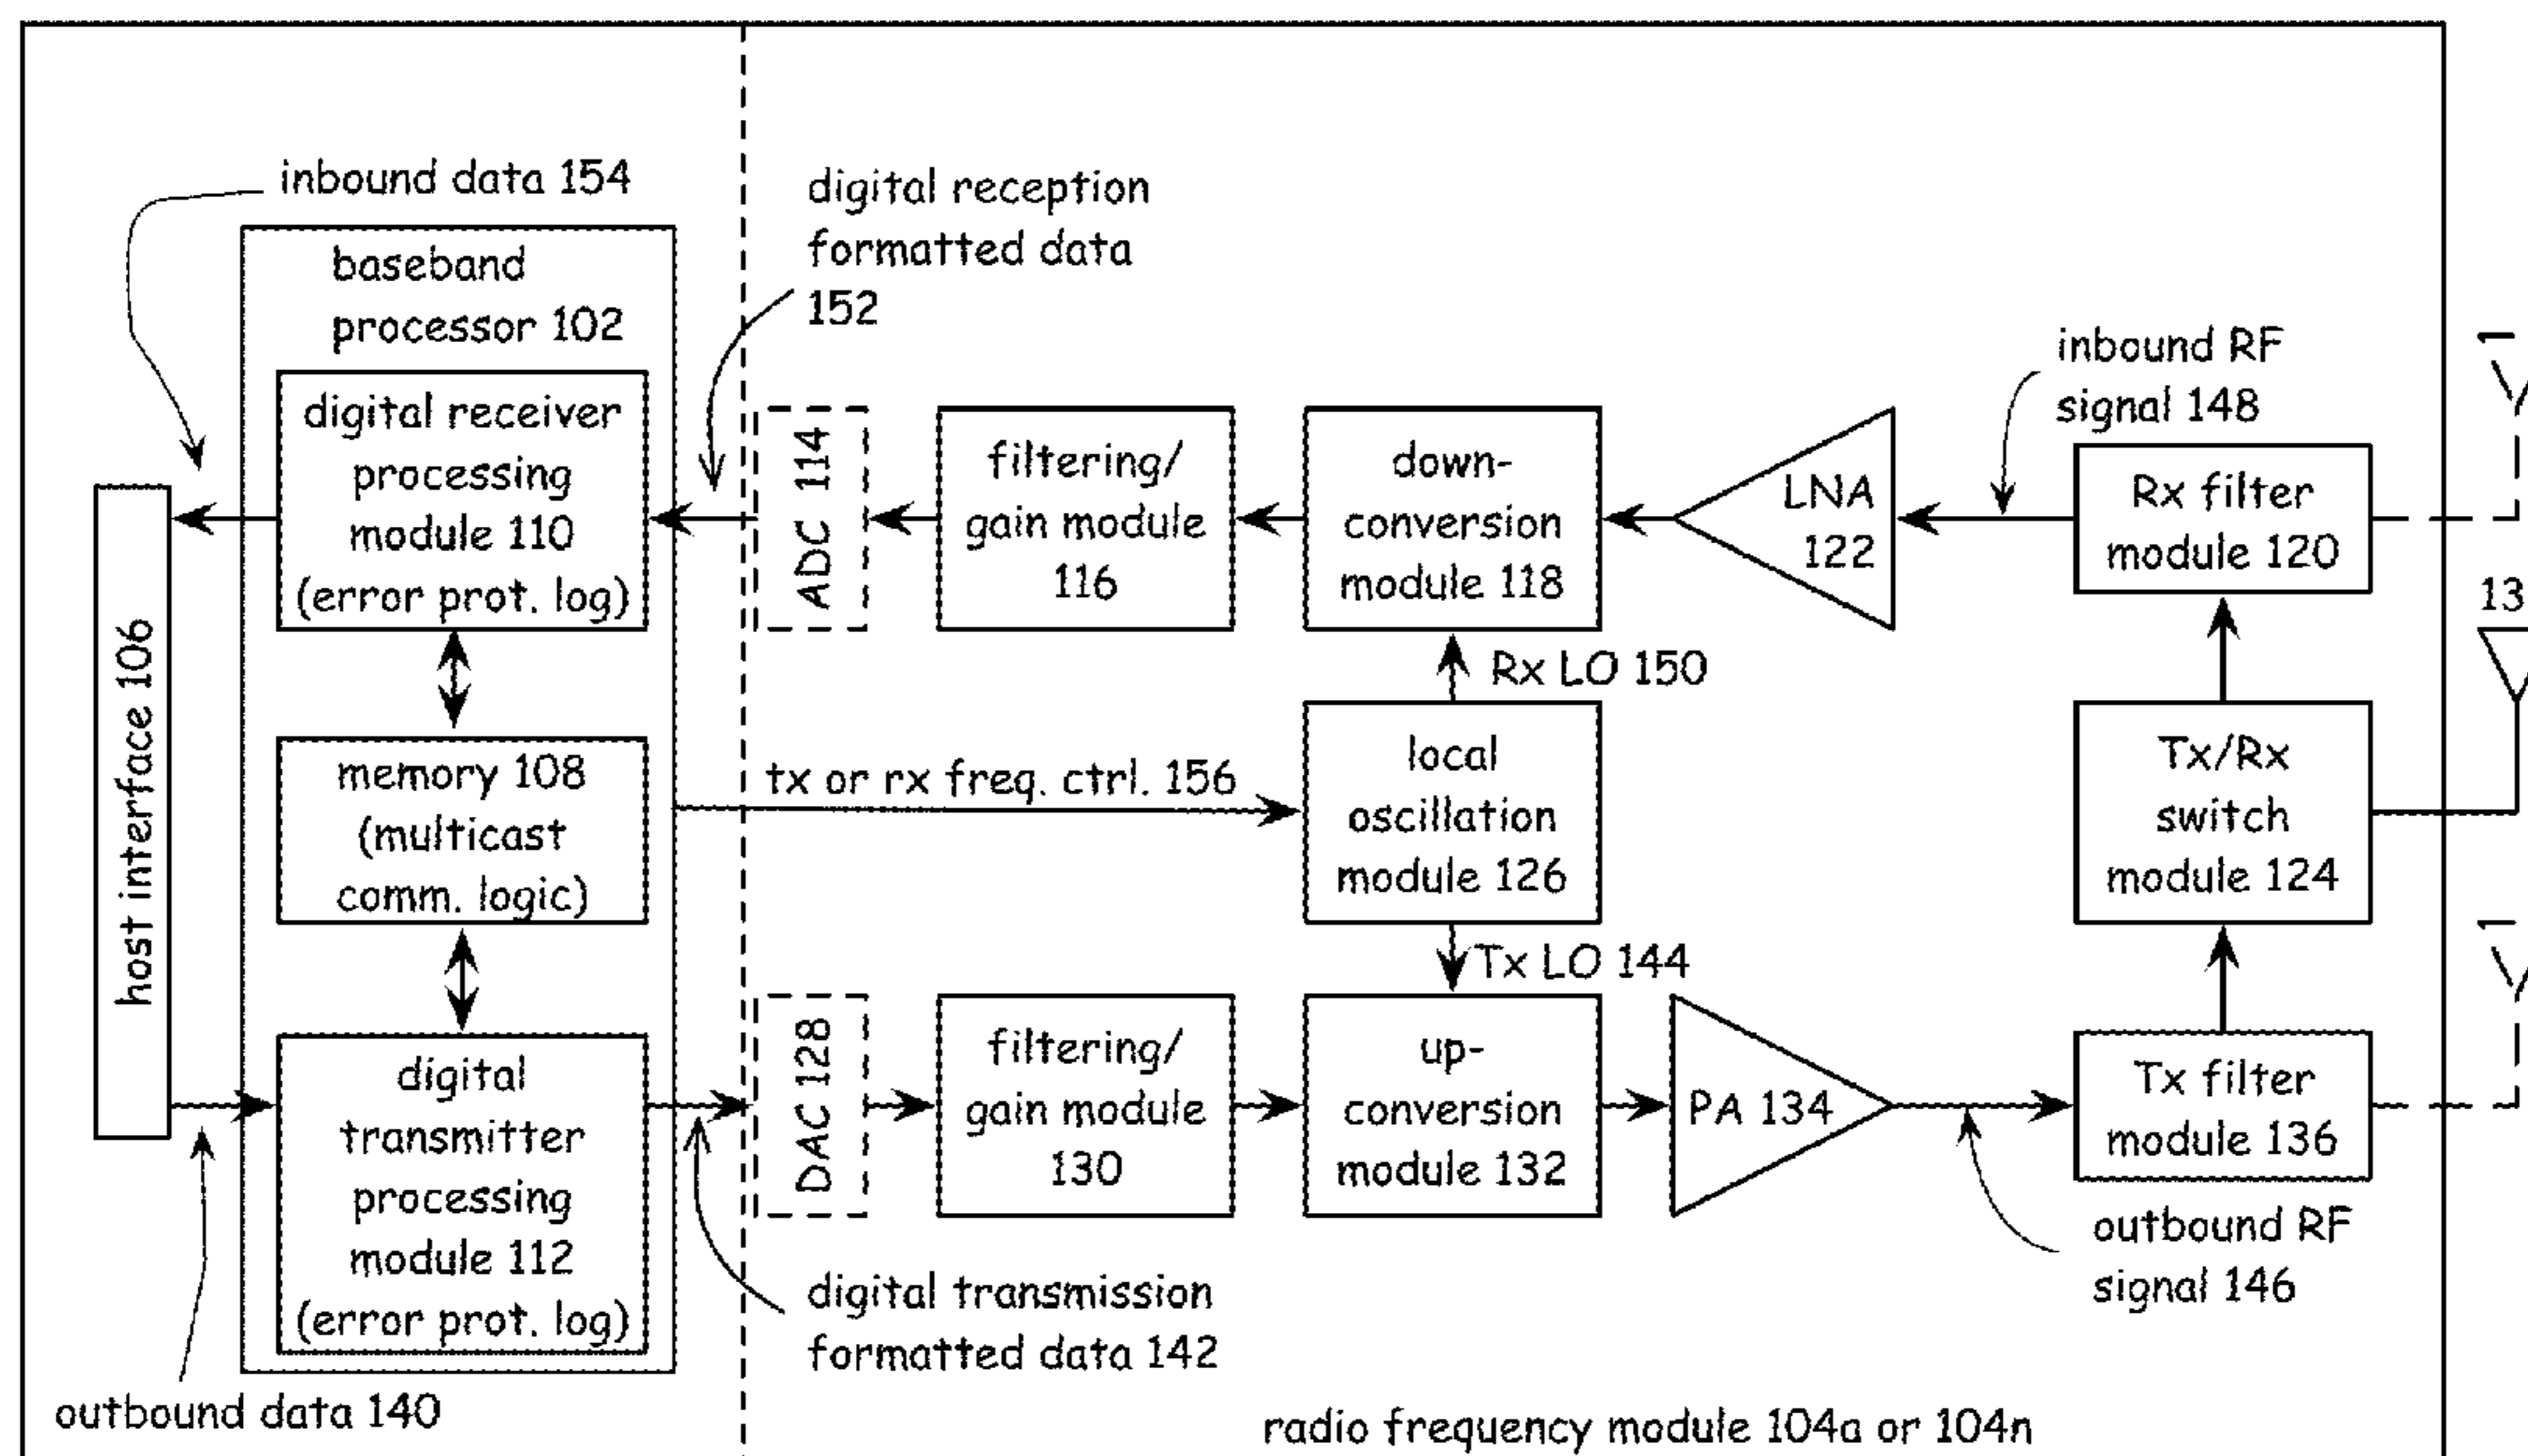 inbound data 154
digital reception
formatted data
152
baseband
processor 102
inbound RF
signal 148
digital receiver
processing
module 110
(error prot. log)
ADC 114
filtering/
gain module
116
down-
conversion
module 118
LNA
122
Rx filter
module 120
13
Rx LO 150
host interface 106
memory 108
(multicast
comm. logic)
tx or rx freq. ctrl. 156
local
oscillation
module 126
Tx/Rx
switch
module 124
Tx LO 144
digital
transmitter
processing
module 112
(error prot. log)
DAC 128
filtering/
gain module
130
up-
conversion
module 132
PA 134
Tx filter
module 136
outbound RF
signal 146
digital transmission
formatted data 142
outbound data 140
radio frequency module 104a or 104n